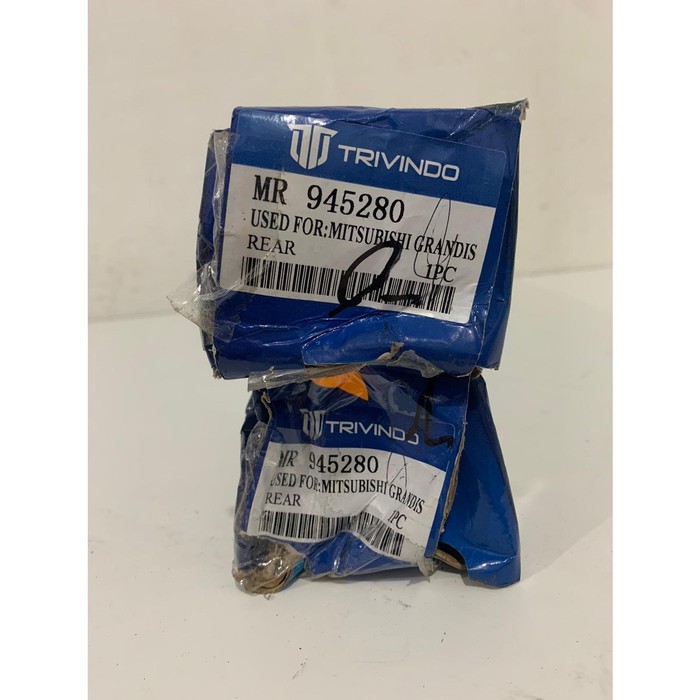 TRIVINDO
MR 945280
USED FOR:MITSUBISHI GRANDIS
REAR
1PC
TRIVINDO
MR 945280
USED FOR:MITSUBISHI GRANDIS
REAR
1PC